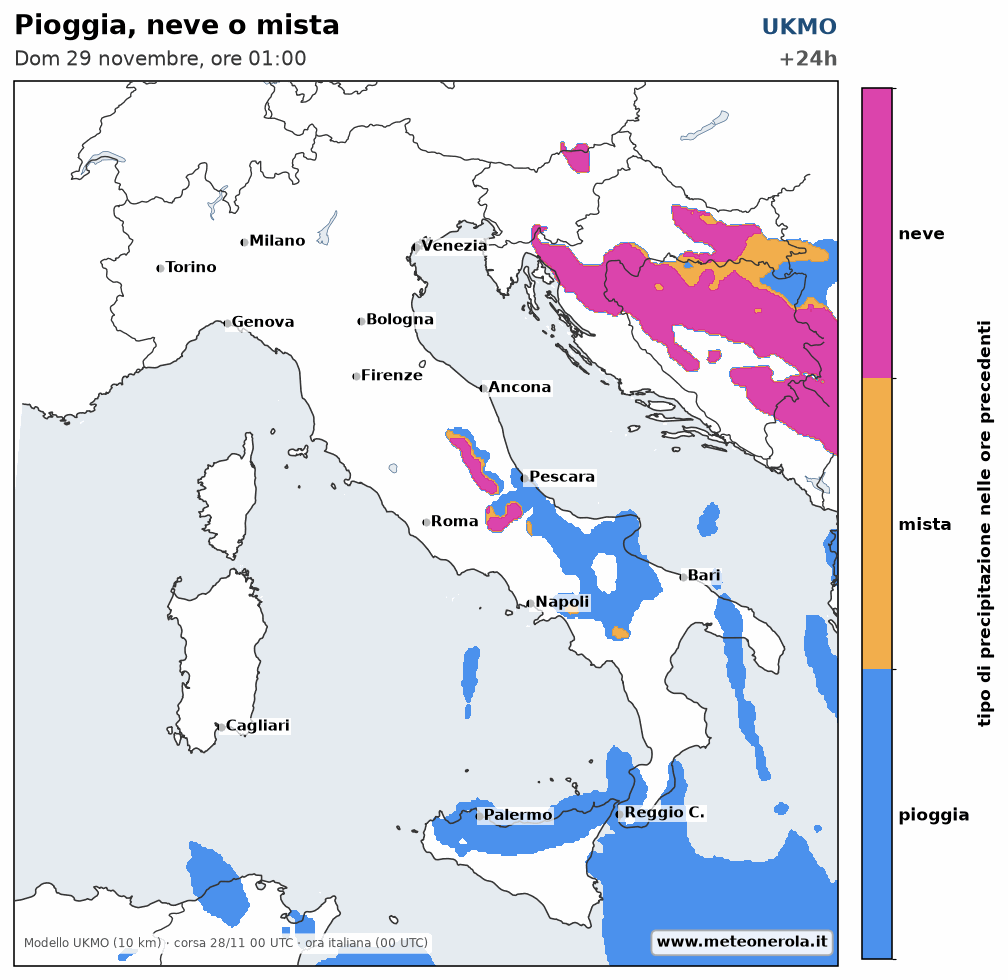 Pioggia, neve o mista
UKMO
Dom 29 novembre, ore 01:00
+24h
neve
Milano
Venezia
Torino
Genova
Bologna
Firenze
Ancona
Pescara
Roma
mista
Bari
Napoli
Cagliari
Palermo
Reggio C.
pioggia
tipo di precipitazione nelle ore precedenti
Modello UKMO (10 km) · corsa 28/11 00 UTC · ora italiana (00 UTC)
www.meteonerola.it